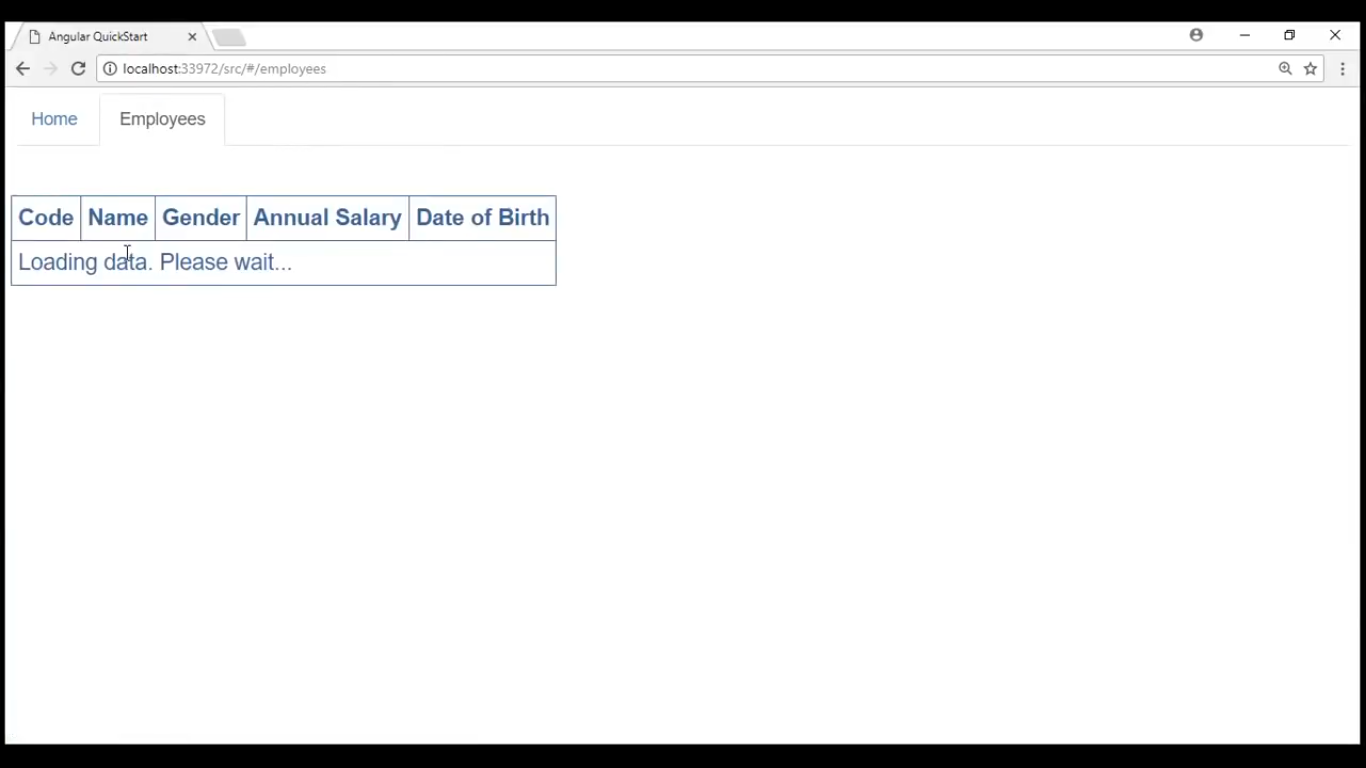 Angular QuickStart
localhost:33972/src/#/employees
Home Employees
Code Name Gender Annual Salary Date of Birth
Loading data. Please wait...